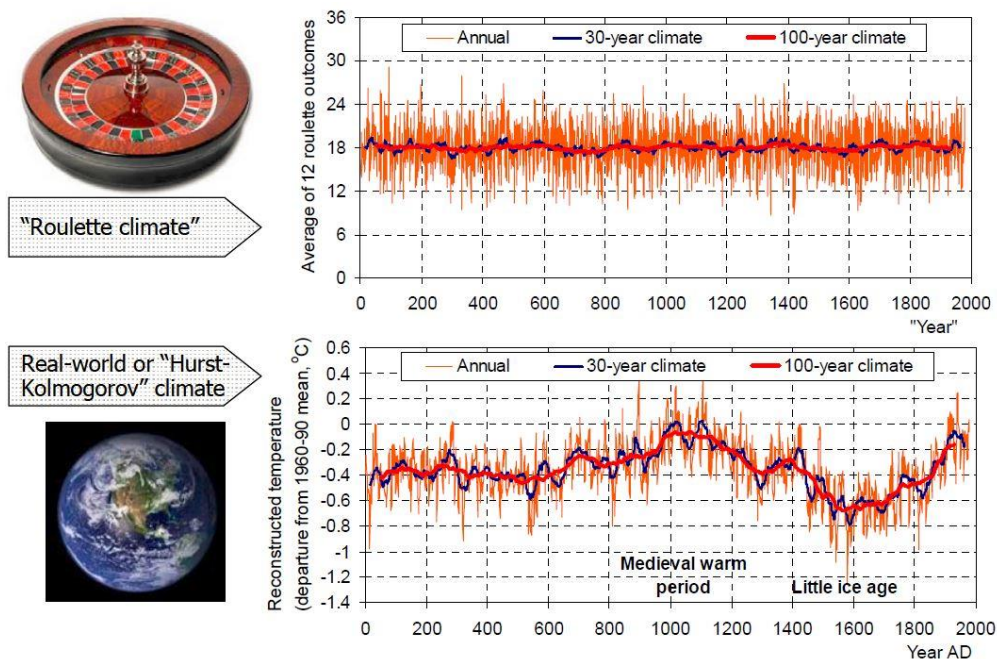 36
30
24
18
12
6
0
Average of 12 roulette outcomes
Annual
30-year climate
100-year climate
0 200 400 600 800 1000 1200 1400 1600 1800 2000
"Year"
“Roulette climate”
Real-world or “Hurst-
Kolmogorov” climate
0.6
0.4
0.2
0
-0.2
-0.4
-0.6
-0.8
-1
-1.2
-1.4
Reconstructed temperature
(departure from 1960-90 mean, °C)
Annual
30-year climate
100-year climate
Medieval warm
period
Little ice age
0 200 400 600 800 1000 1200 1400 1600 1800 2000
Year AD